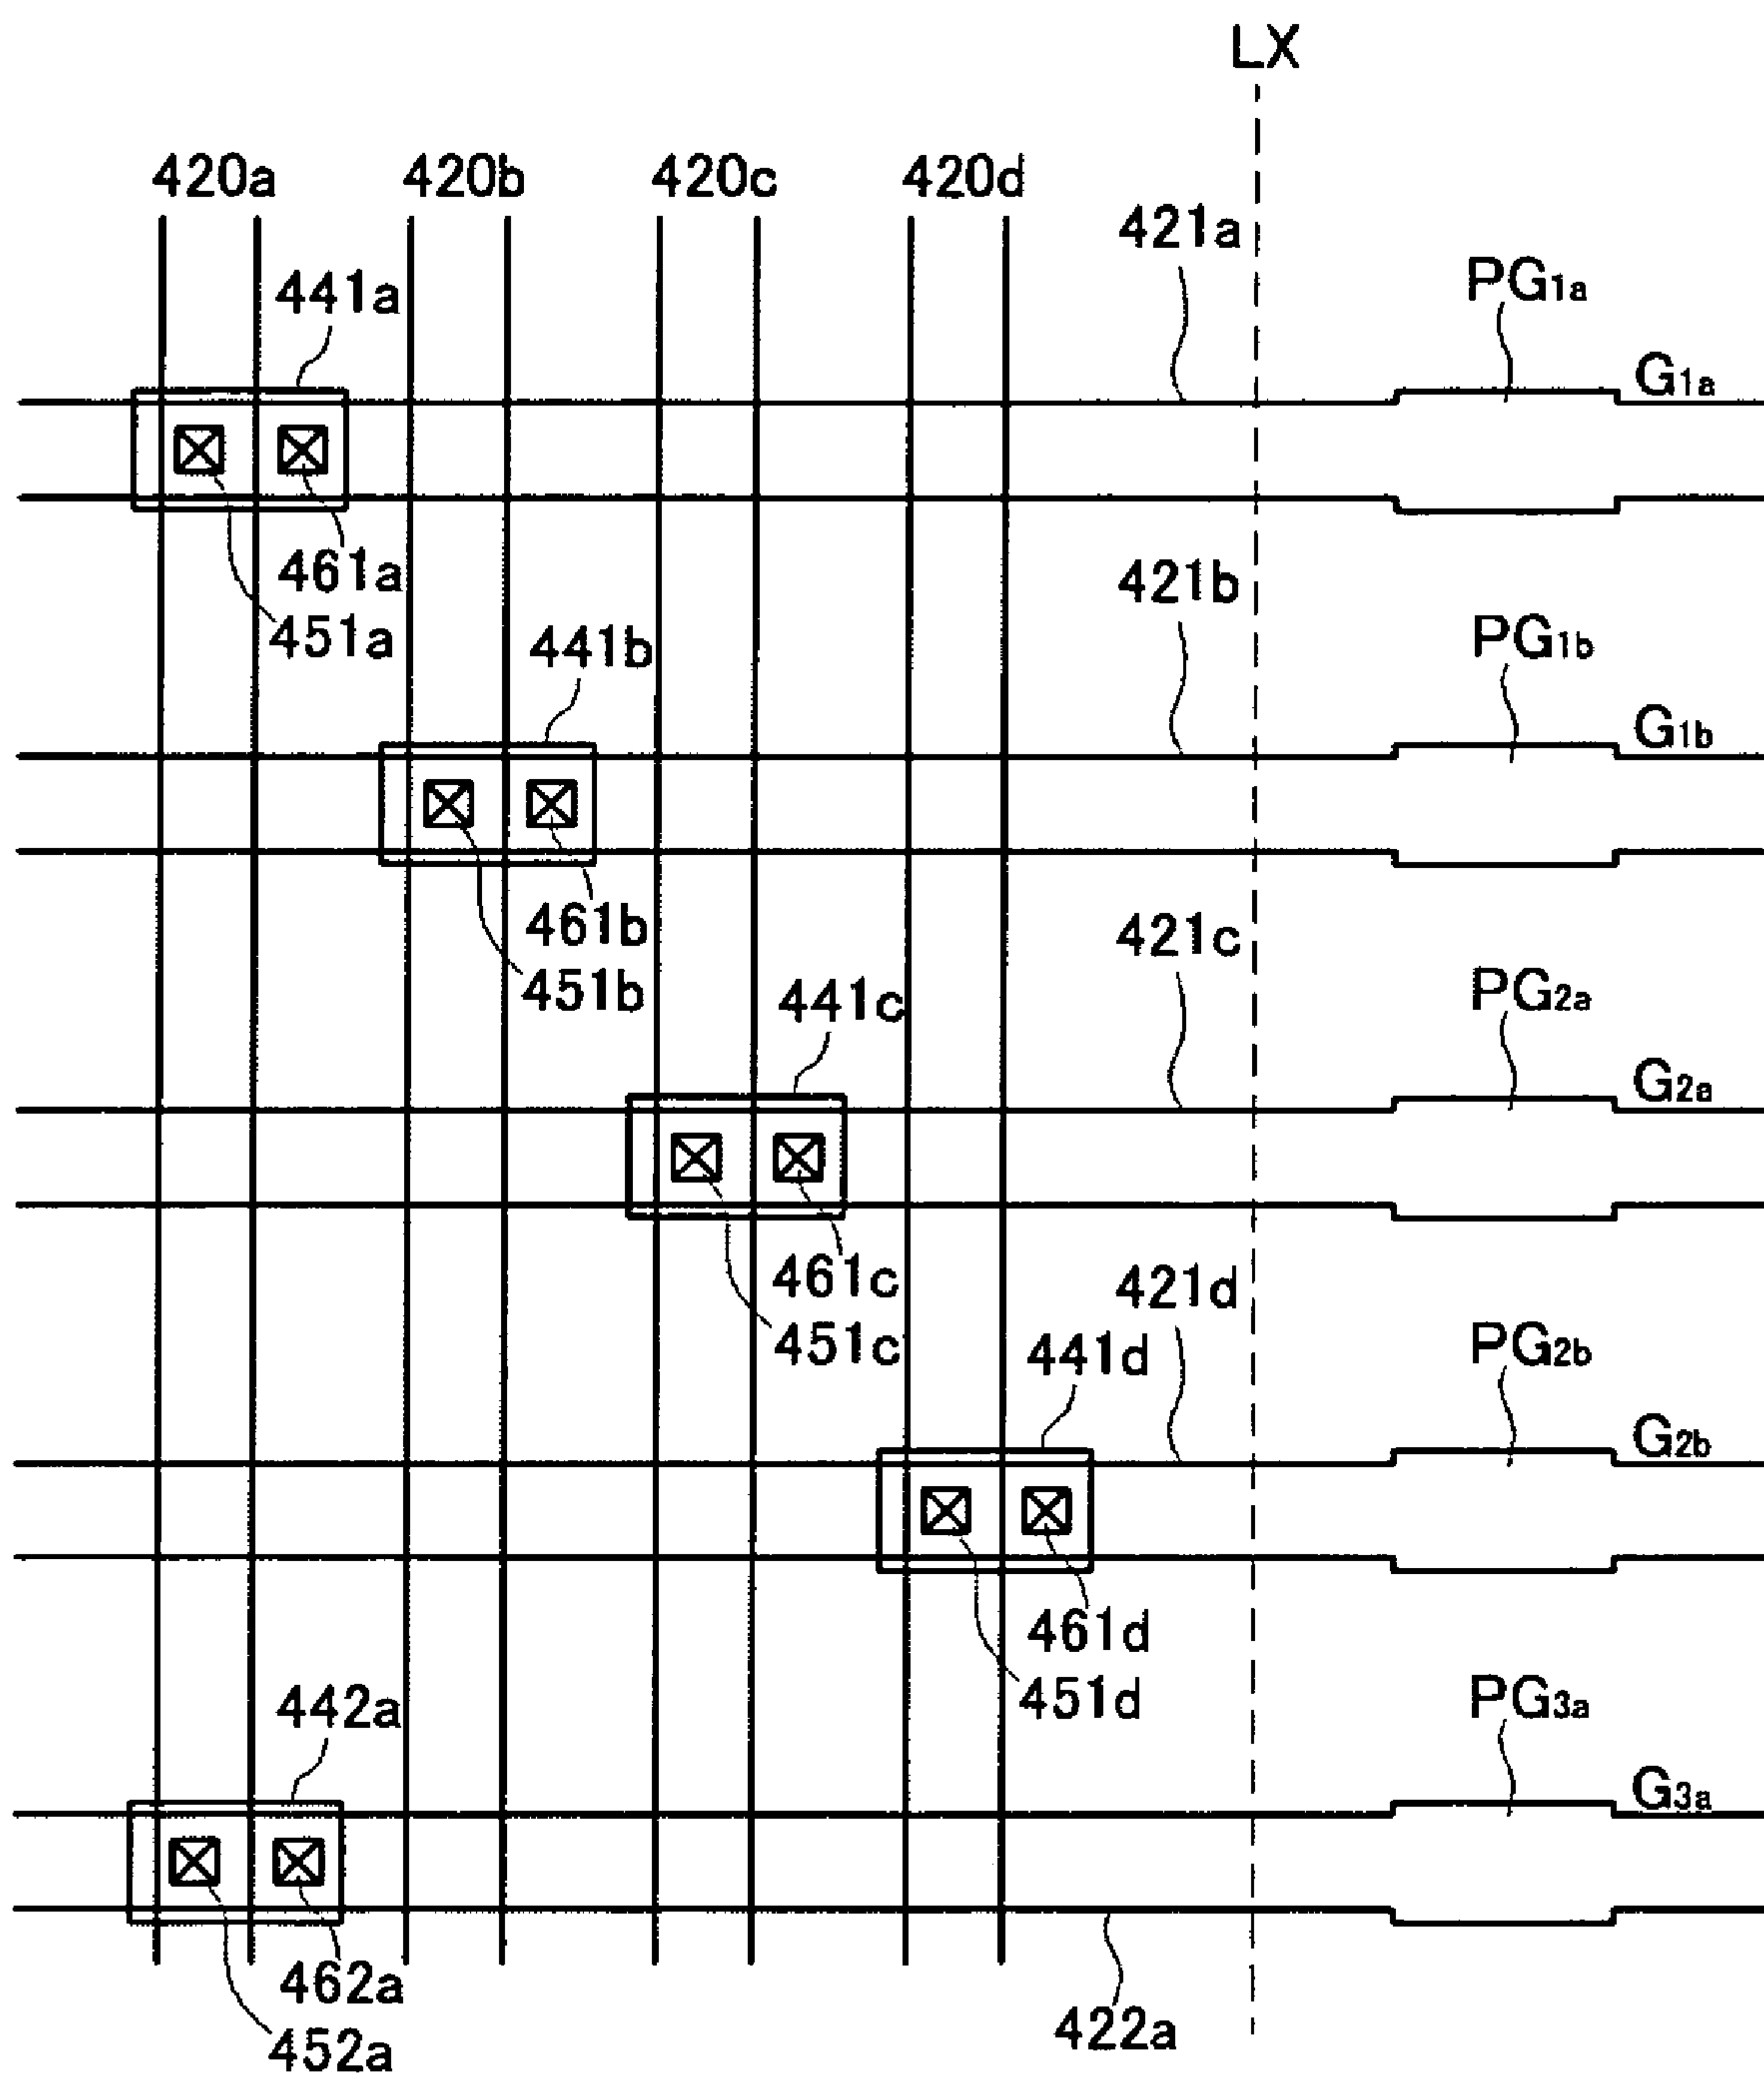 LX
420a 420b 420c 420d
421a
441a
PG1a
G1a
461a
421b
451a
441b
PG1b
G1b
461b
421c
451b
441c
PG2a
G2a
461c
421d
451c
441d
PG2b
G2b
461d
451d
442a
PG3a
G3a
462a
422a
452a